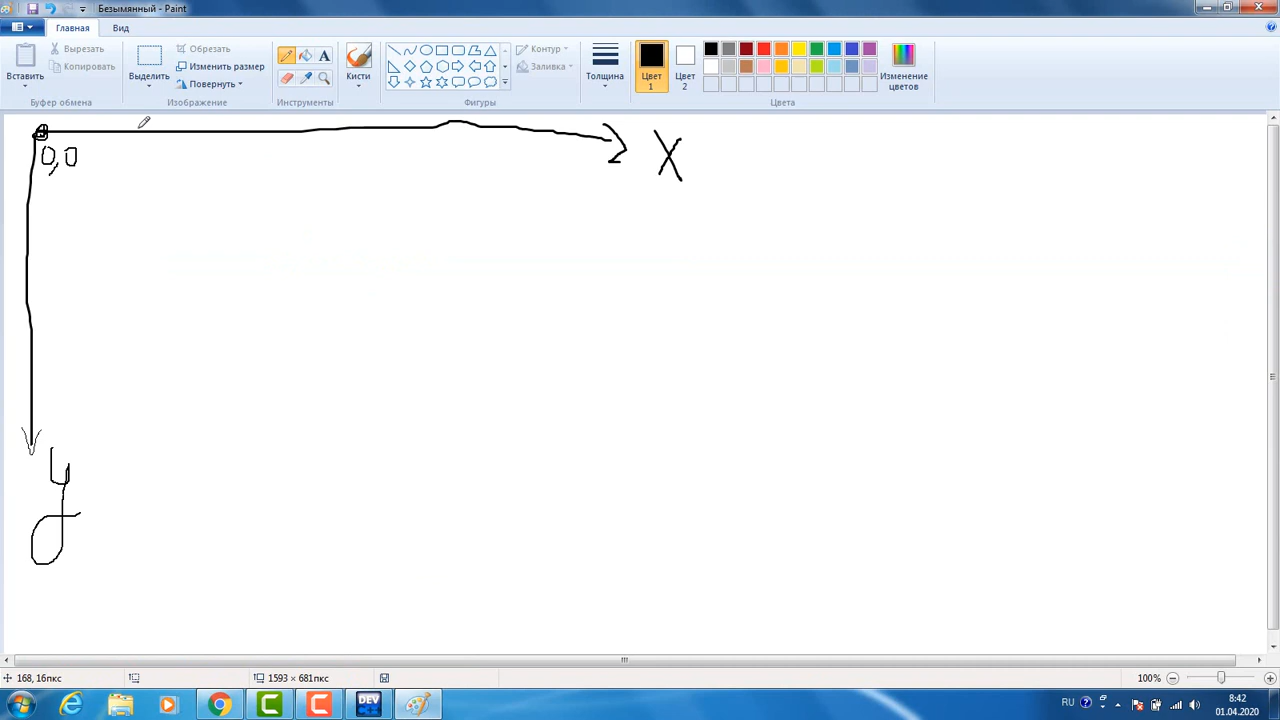 Безымянный - Paint
Главная
Вид
Вставить
Вырезать
Копировать
Буфер обмена
Выделить
Обрезать
Изменить размер
Повернуть
Изображение
Инструменты
Кисти
Контур
Заливка
Фигуры
Толщина
Цвет 1
Цвет 2
Изменение цветов
Цвета
0,0
X
y
168, 16пкс
1593 × 681пкс
100%
DEV
RU
8:42
01.04.2020